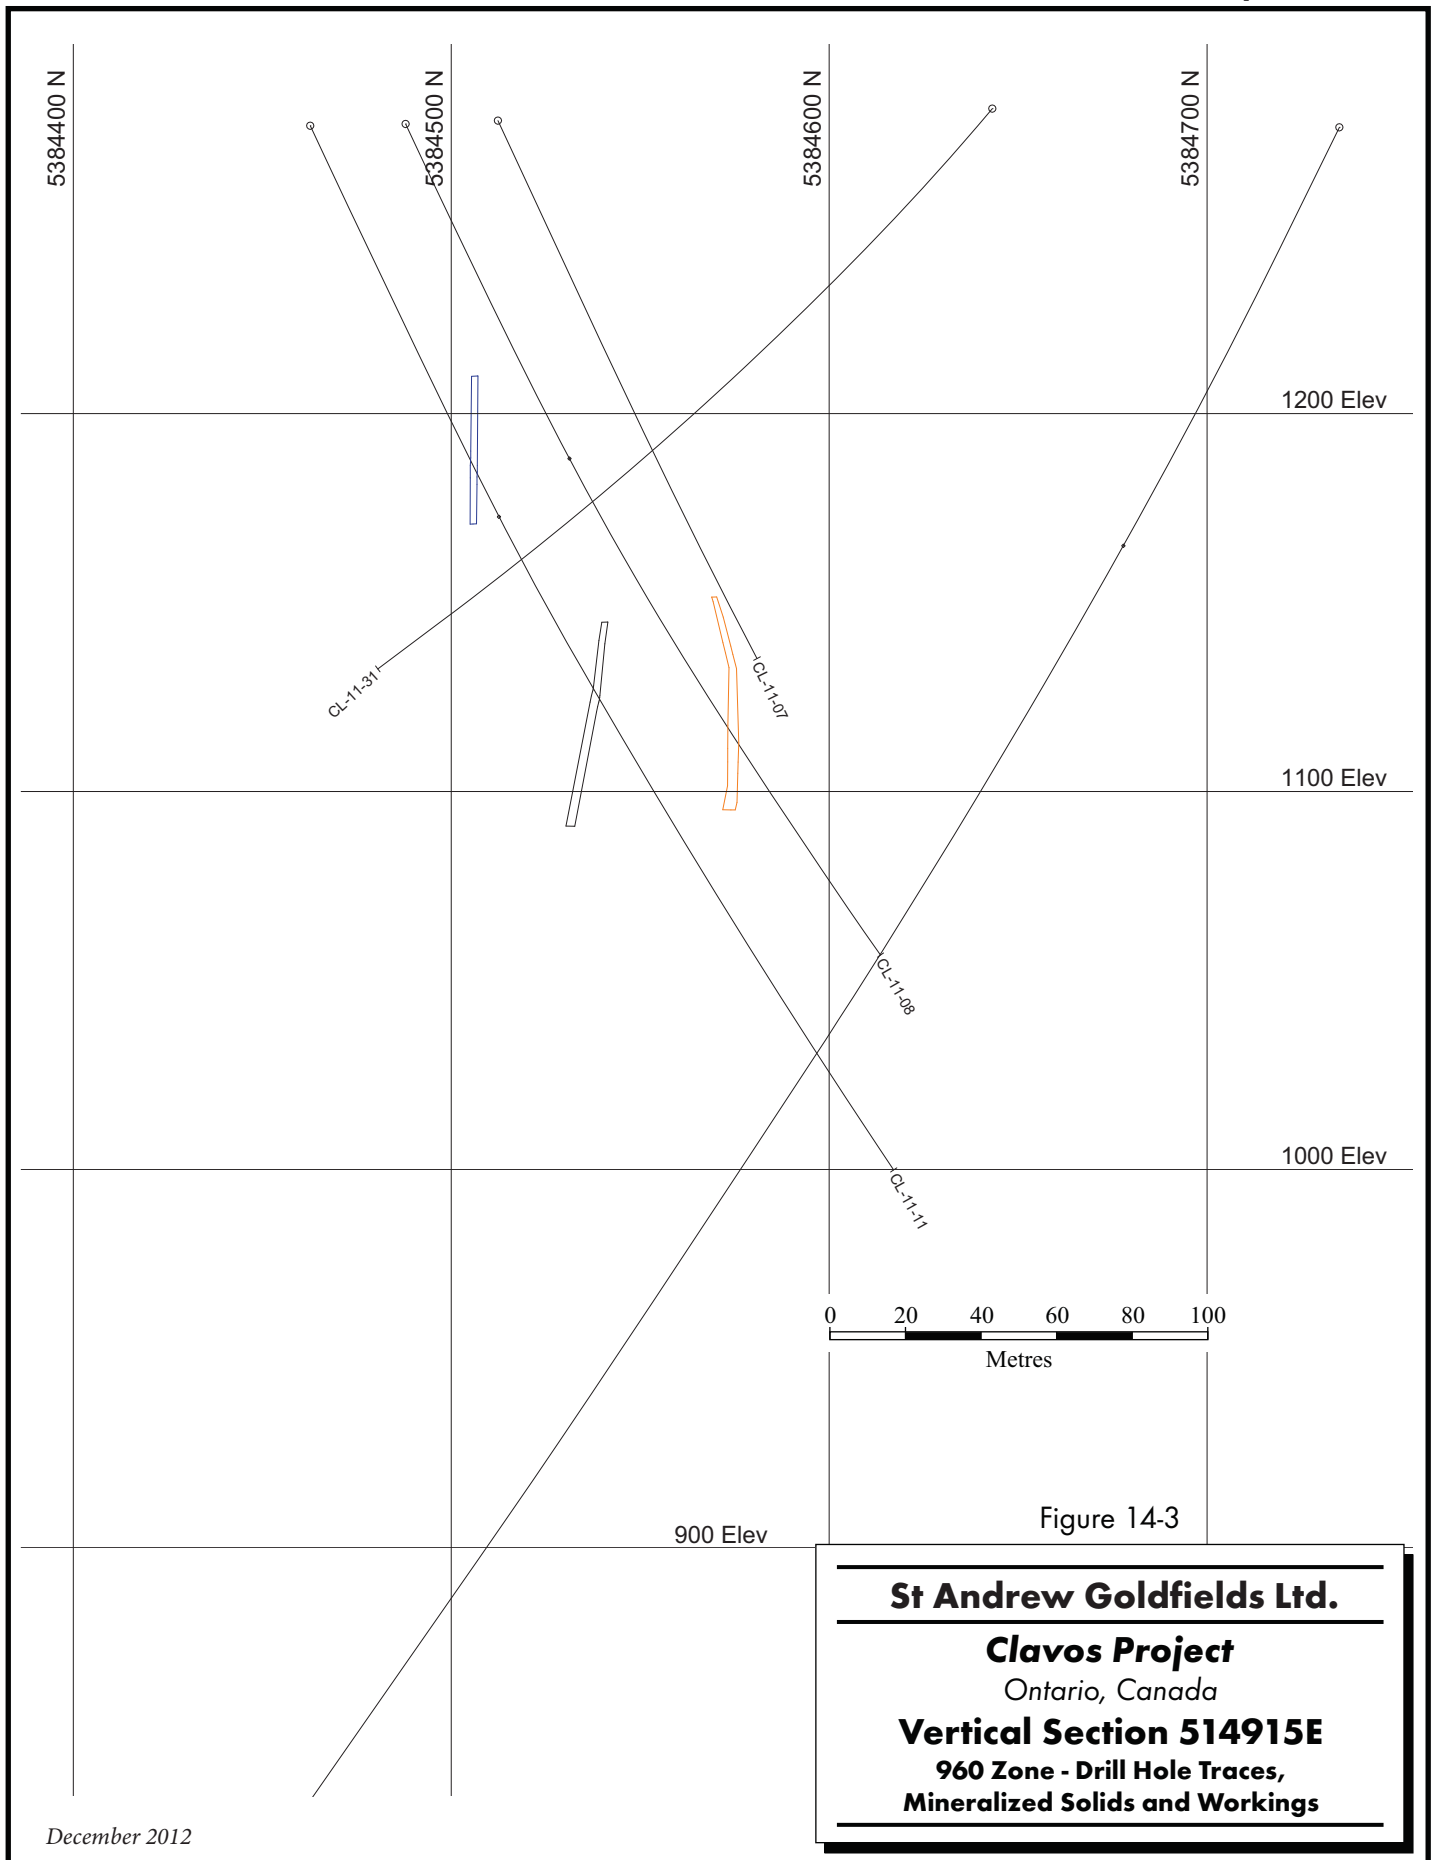 5384400 N
5384500 N
5384600 N
5384700 N
1200 Elev
CL-11-31
CL-11-07
1100 Elev
CL-11-08
1000 Elev
CL-11-11
0 20 40 60 80 100
Metres
Figure 14-3
900 Elev
St Andrew Goldfields Ltd.
Clavos Project
Ontario, Canada
Vertical Section 514915E
960 Zone - Drill Hole Traces,
Mineralized Solids and Workings
December 2012